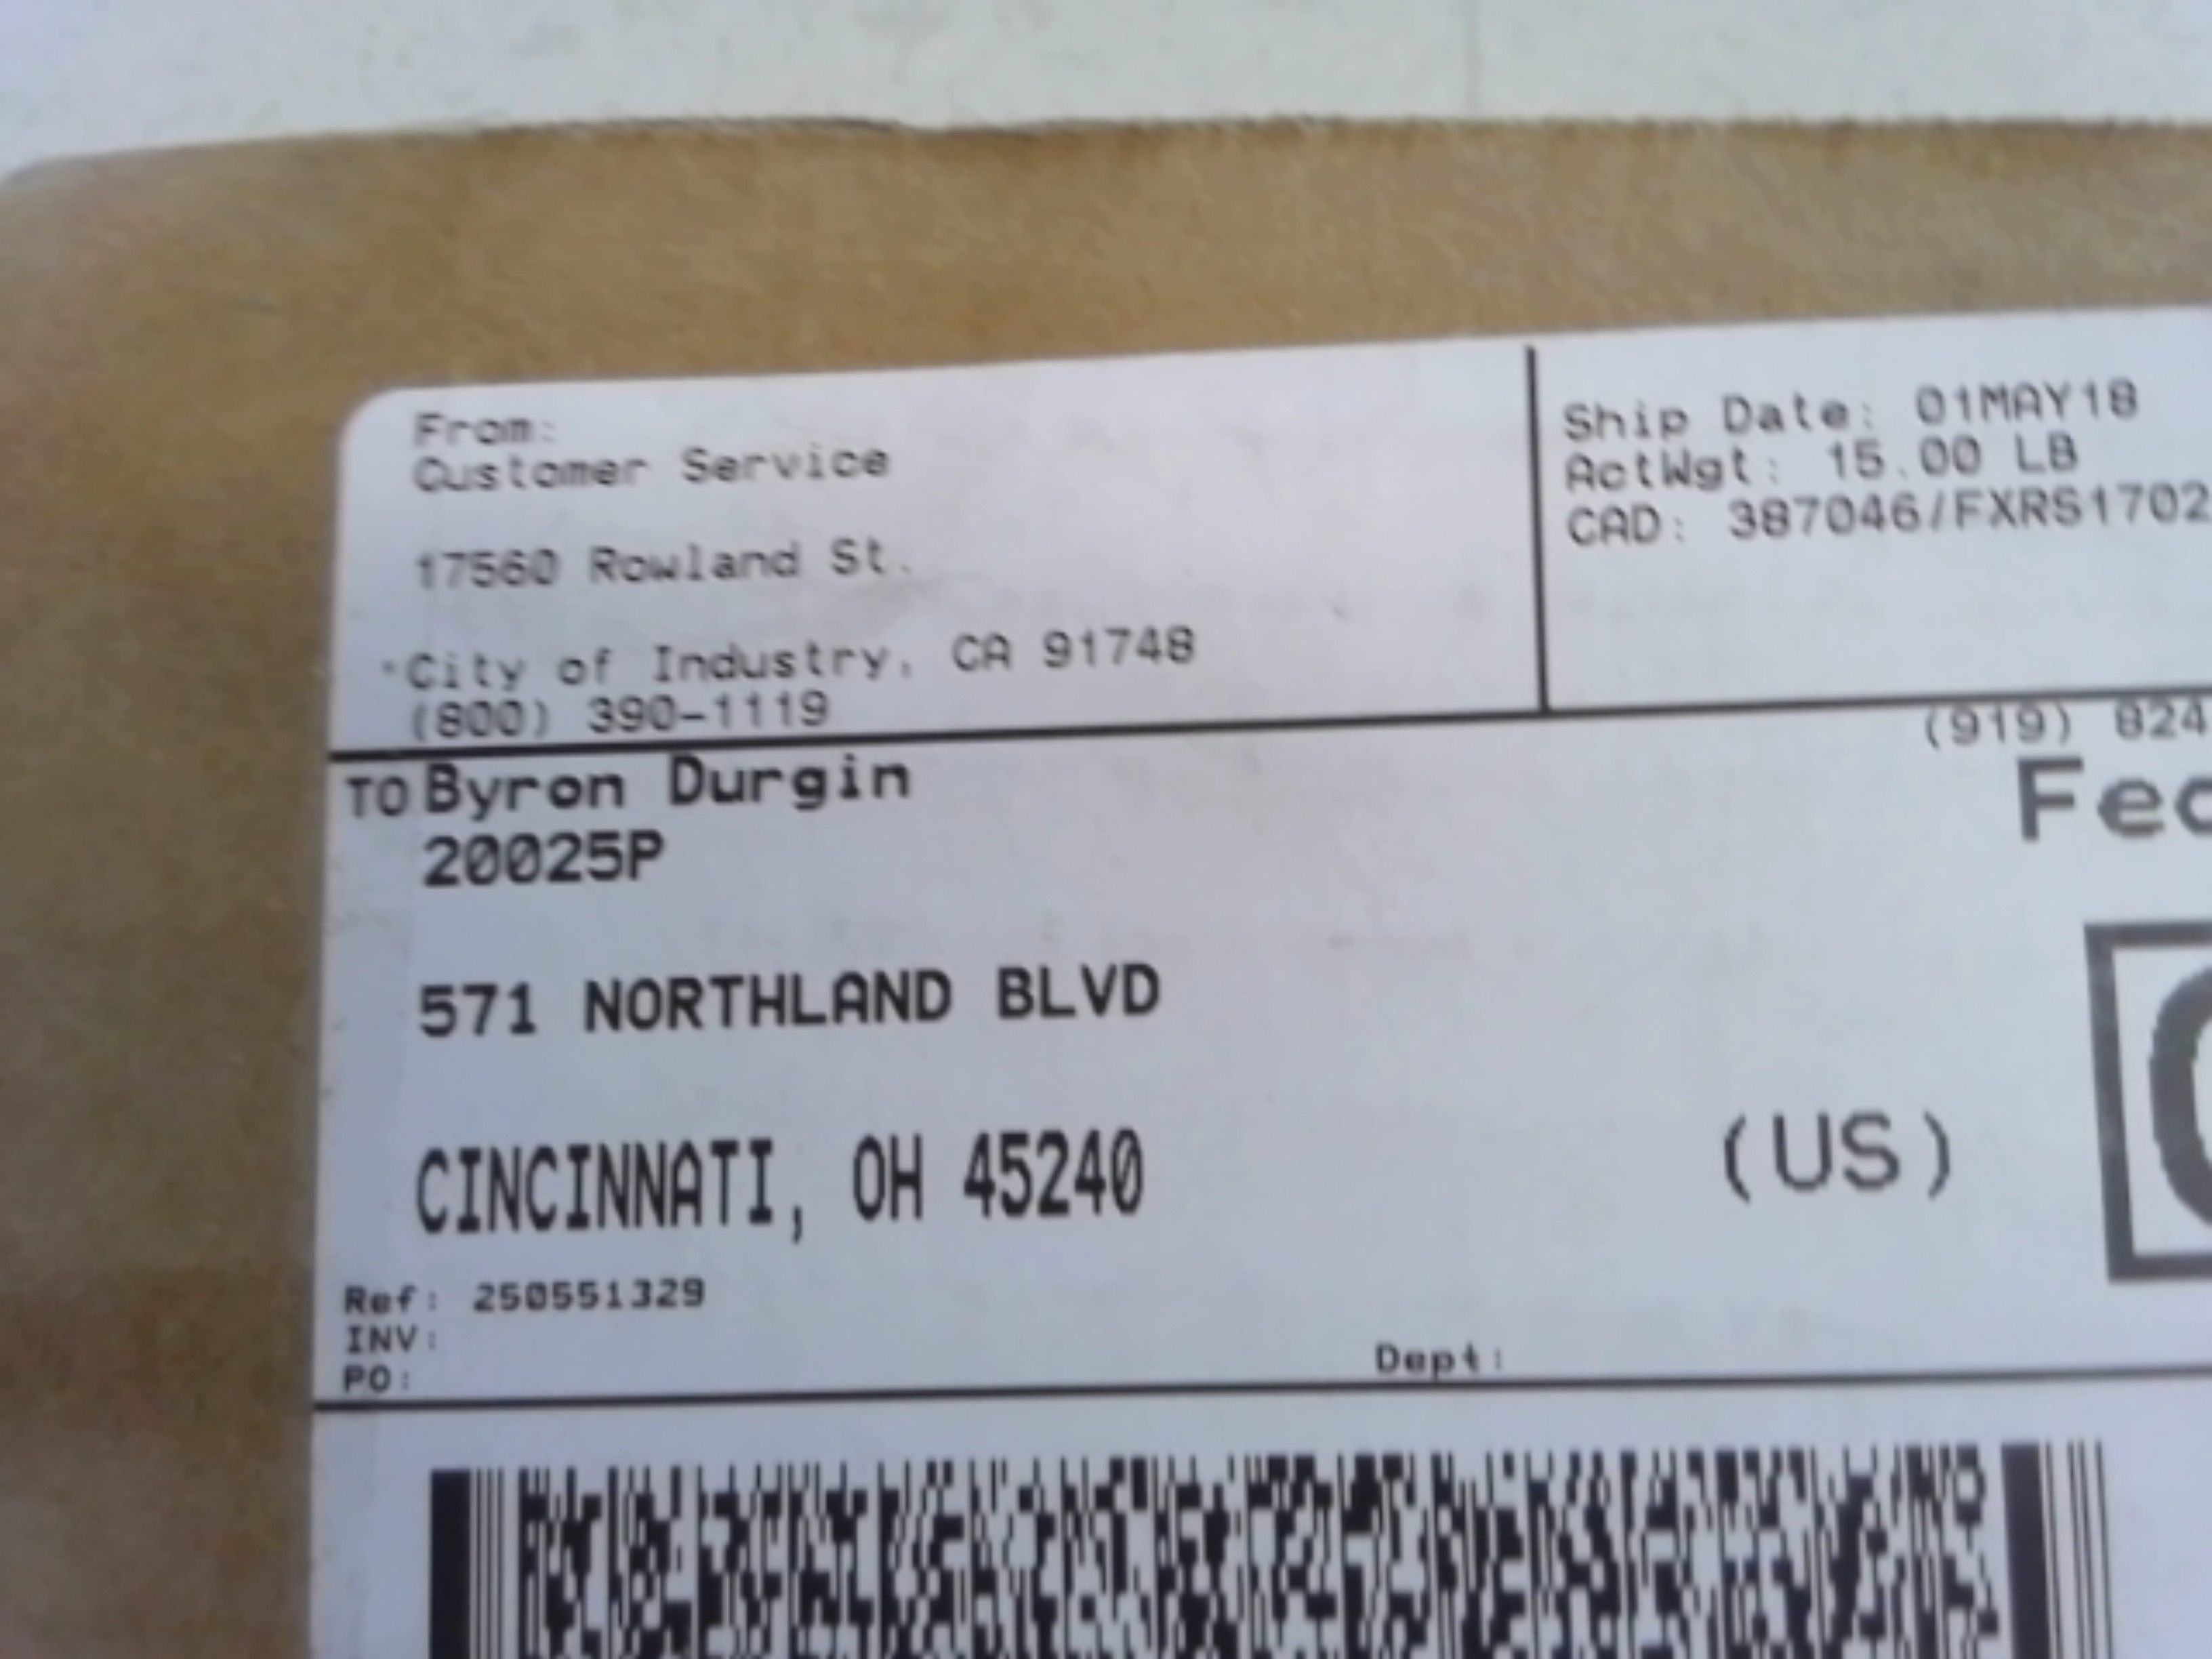 From:
Customer Service
17560 Rowland St.
City of Industry, CA 91748
(800) 390-1119
Ship Date: 01MAY18
ActWgt: 15.00 LB
CAD: 387046/FXRS1702
(919) 824
TO Byron Durgin
20025P
571 NORTHLAND BLVD
CINCINNATI, OH 45240
(US)
Ref: 250551329
INV:
PO:
Dept: